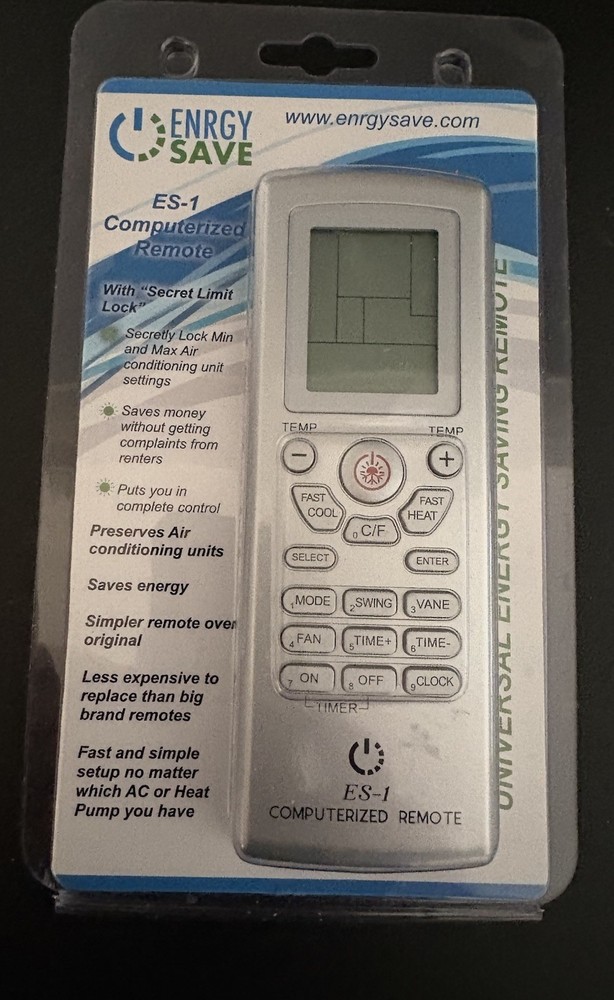 ENRGY
SAVE
www.enrgysave.com
ES-1
Computerized
Remote
With “Secret Limit
Lock”
Secretly Lock Min
and Max Air
conditioning unit
settings
Saves money
without getting
complaints from
renters
Puts you in
complete control
Preserves Air
conditioning units
Saves energy
Simpler remote over
original
Less expensive to
replace than big
brand remotes
Fast and simple
setup no matter
which AC or Heat
Pump you have
TEMP TEMP
− +
FAST
COOL
FAST
HEAT
0 C/F
SELECT ENTER
1 MODE 2 SWING 3 VANE
4 FAN 5 TIME+ 6 TIME-
7 ON 8 OFF 9 CLOCK
TIMER
ES-1
COMPUTERIZED REMOTE
UNIVERSAL ENERGY SAVING REMOTE